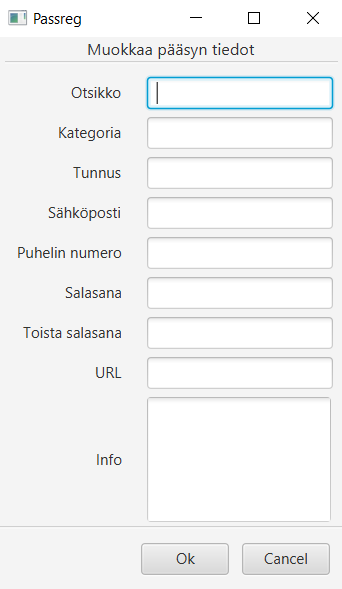 Passreg
Muokkaa pääsyn tiedot
Otsikko
Kategoria
Tunnus
Sähköposti
Puhelin numero
Salasana
Toista salasana
URL
Info
Ok Cancel